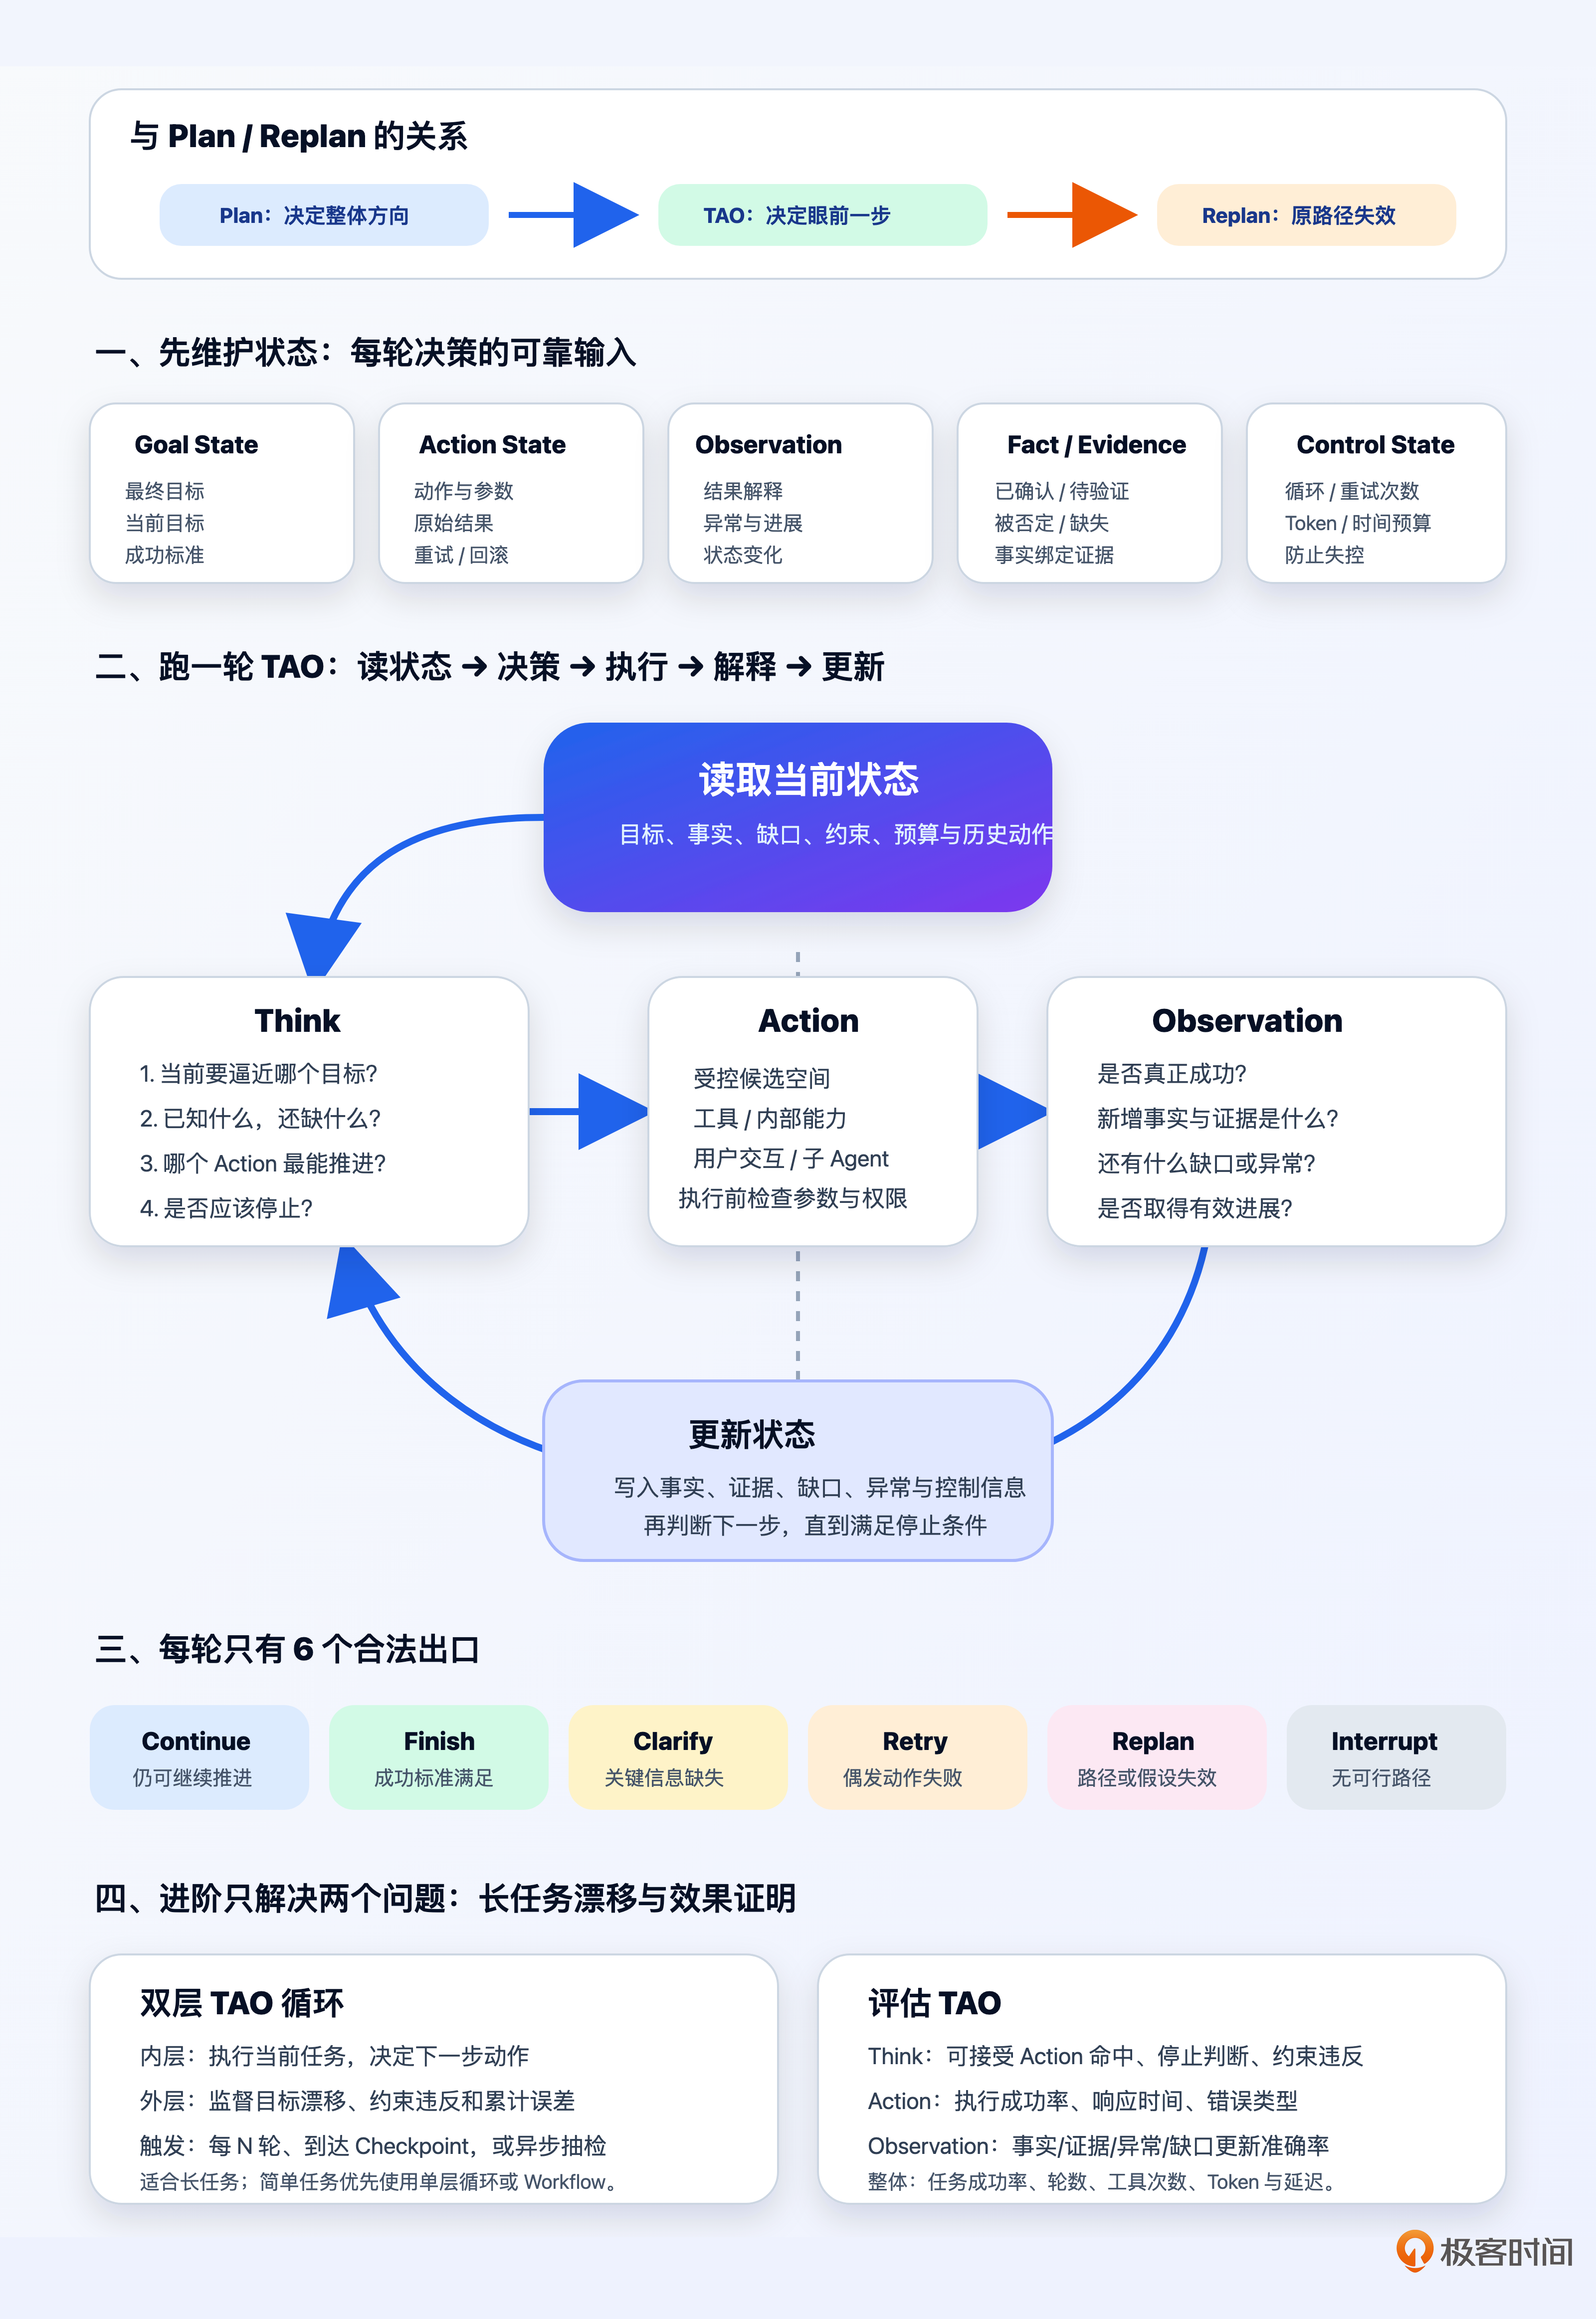 与 Plan / Replan 的关系
Plan：决定整体方向
TAO：决定眼前一步
Replan：原路径失效
一、先维护状态：每轮决策的可靠输入
Goal State
最终目标
当前目标
成功标准
Action State
动作与参数
原始结果
重试 / 回滚
Observation
结果解释
异常与进展
状态变化
Fact / Evidence
已确认 / 待验证
被否定 / 缺失
事实绑定证据
Control State
循环 / 重试次数
Token / 时间预算
防止失控
二、跑一轮 TAO：读状态 → 决策 → 执行 → 解释 → 更新
读取当前状态
目标、事实、缺口、约束、预算与历史动作
Think
1. 当前要逼近哪个目标?
2. 已知什么，还缺什么?
3. 哪个 Action 最能推进?
4. 是否应该停止?
Action
受控候选空间
工具 / 内部能力
用户交互 / 子 Agent
执行前检查参数与权限
Observation
是否真正成功?
新增事实与证据是什么?
还有什么缺口或异常?
是否取得有效进展?
更新状态
写入事实、证据、缺口、异常与控制信息
再判断下一步，直到满足停止条件
三、每轮只有 6 个合法出口
Continue
仍可继续推进
Finish
成功标准满足
Clarify
关键信息缺失
Retry
偶发动作失败
Replan
路径或假设失效
Interrupt
无可行路径
四、进阶只解决两个问题：长任务漂移与效果证明
双层 TAO 循环
内层：执行当前任务，决定下一步动作
外层：监督目标漂移、约束违反和累计误差
触发：每 N 轮、到达 Checkpoint，或异步抽检
适合长任务；简单任务优先使用单层循环或 Workflow。
评估 TAO
Think：可接受 Action 命中、停止判断、约束违反
Action：执行成功率、响应时间、错误类型
Observation：事实/证据/异常/缺口更新准确率
整体：任务成功率、轮数、工具次数、Token 与延迟。
极客时间